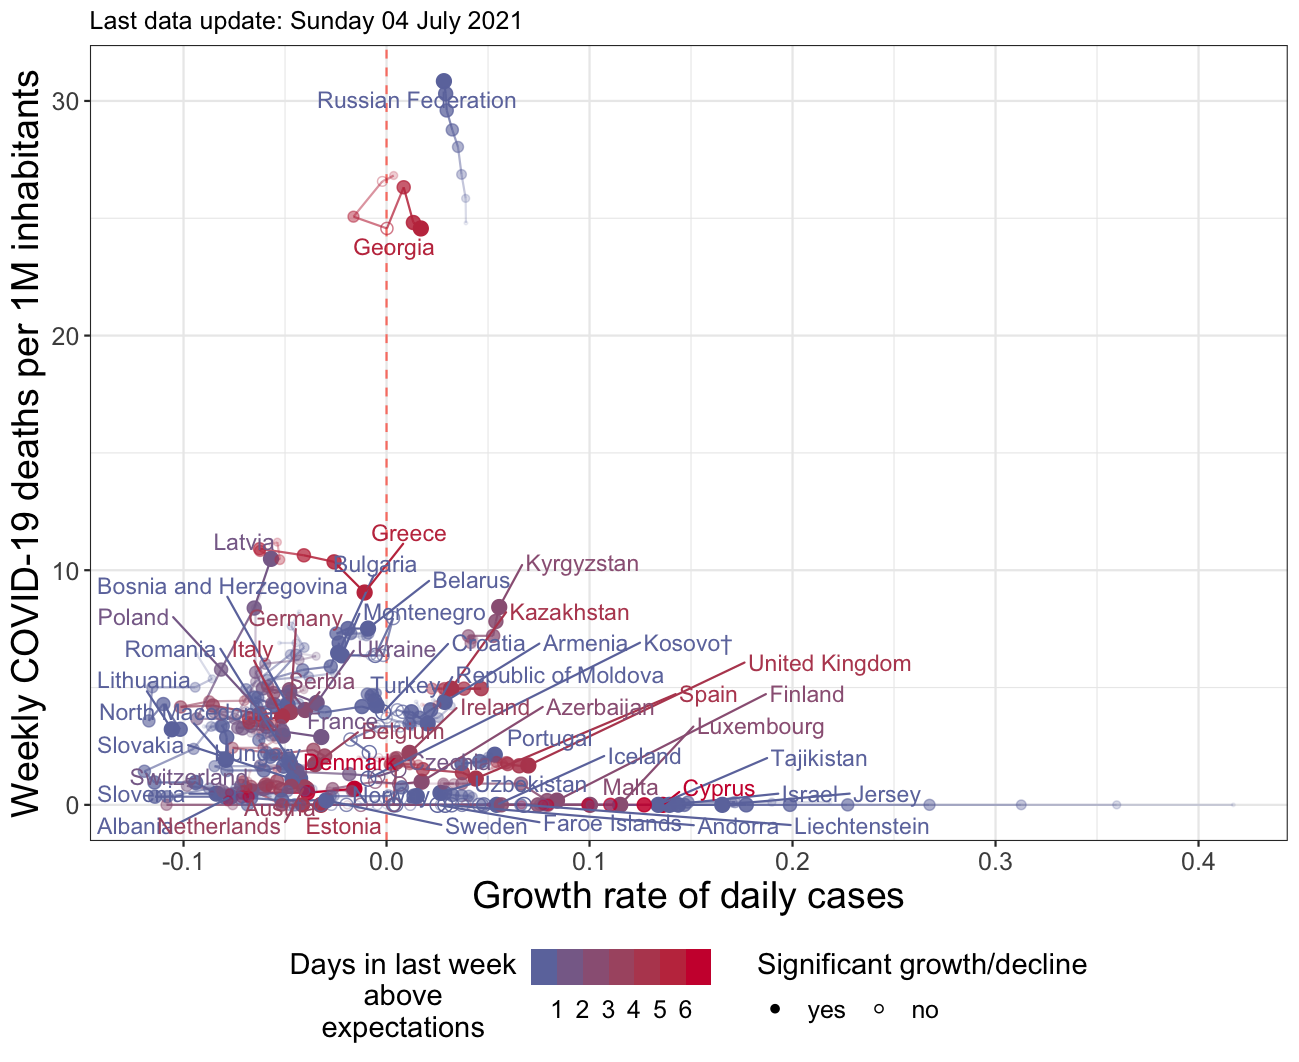 Last data update: Sunday 04 July 2021
Weekly COVID-19 deaths per 1M inhabitants
30
20
10
0
Russian Federation
Georgia
Greece
Latvia
Bulgaria
Kyrgyzstan
Bosnia and Herzegovina
Belarus
Poland
Germany
Montenegro
Kazakhstan
Romania
Italy
Ukraine
Croatia
Armenia
Kosovo†
United Kingdom
Lithuania
Serbia
Turkey
Republic of Moldova
Spain
Finland
North Macedonia
France
Ireland
Azerbaijan
Luxembourg
Belgium
Portugal
Slovakia
Hungary
Denmark
Czechia
Iceland
Tajikistan
Switzerland
Uzbekistan
Malta
Cyprus
Slovenia
Israel
Jersey
Austria
Albania
Netherlands
Estonia
Sweden
Faroe Islands
Andorra
Liechtenstein
-0.1 0.0 0.1 0.2 0.3 0.4
Growth rate of daily cases
Days in last week
above
expectations
1 2 3 4 5 6
Significant growth/decline
yes no